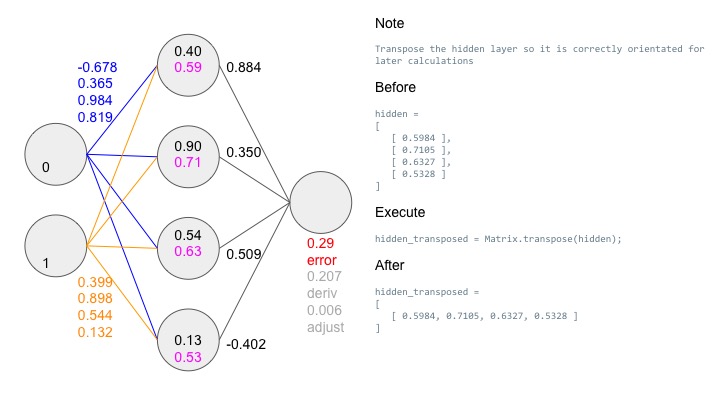 -0.678
0.365
0.984
0.819
0
1
0.399
0.898
0.544
0.132
0.40
0.59
0.90
0.71
0.54
0.63
0.13
0.53
0.884
0.350
0.509
-0.402
0.29
error
0.207
deriv
0.006
adjust
Note
Transpose the hidden layer so it is correctly orientated for
later calculations
Before
hidden =
[
[ 0.5984 ],
[ 0.7105 ],
[ 0.6327 ],
[ 0.5328 ]
]
Execute
hidden_transposed = Matrix.transpose(hidden);
After
hidden_transposed =
[
[ 0.5984, 0.7105, 0.6327, 0.5328 ]
]